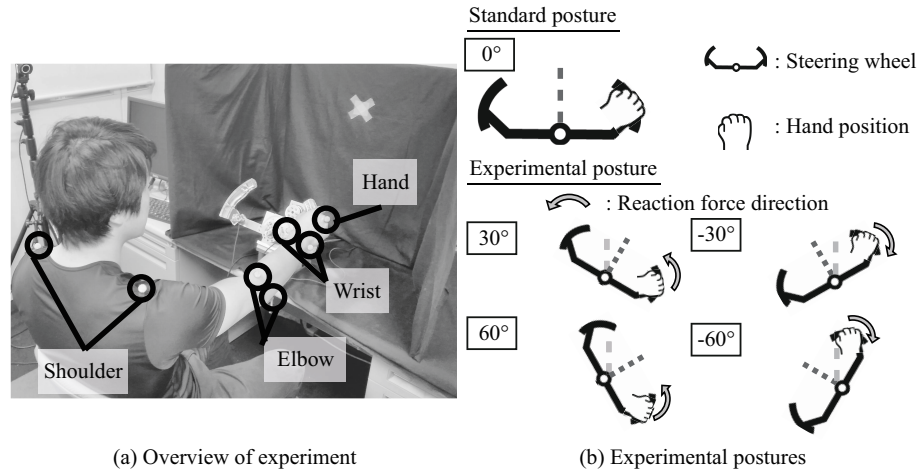 Hand
Wrist
Elbow
Shoulder
(a) Overview of experiment
Standard posture
0°
: Steering wheel
: Hand position
Experimental posture
: Reaction force direction
30°
-30°
60°
-60°
(b) Experimental postures